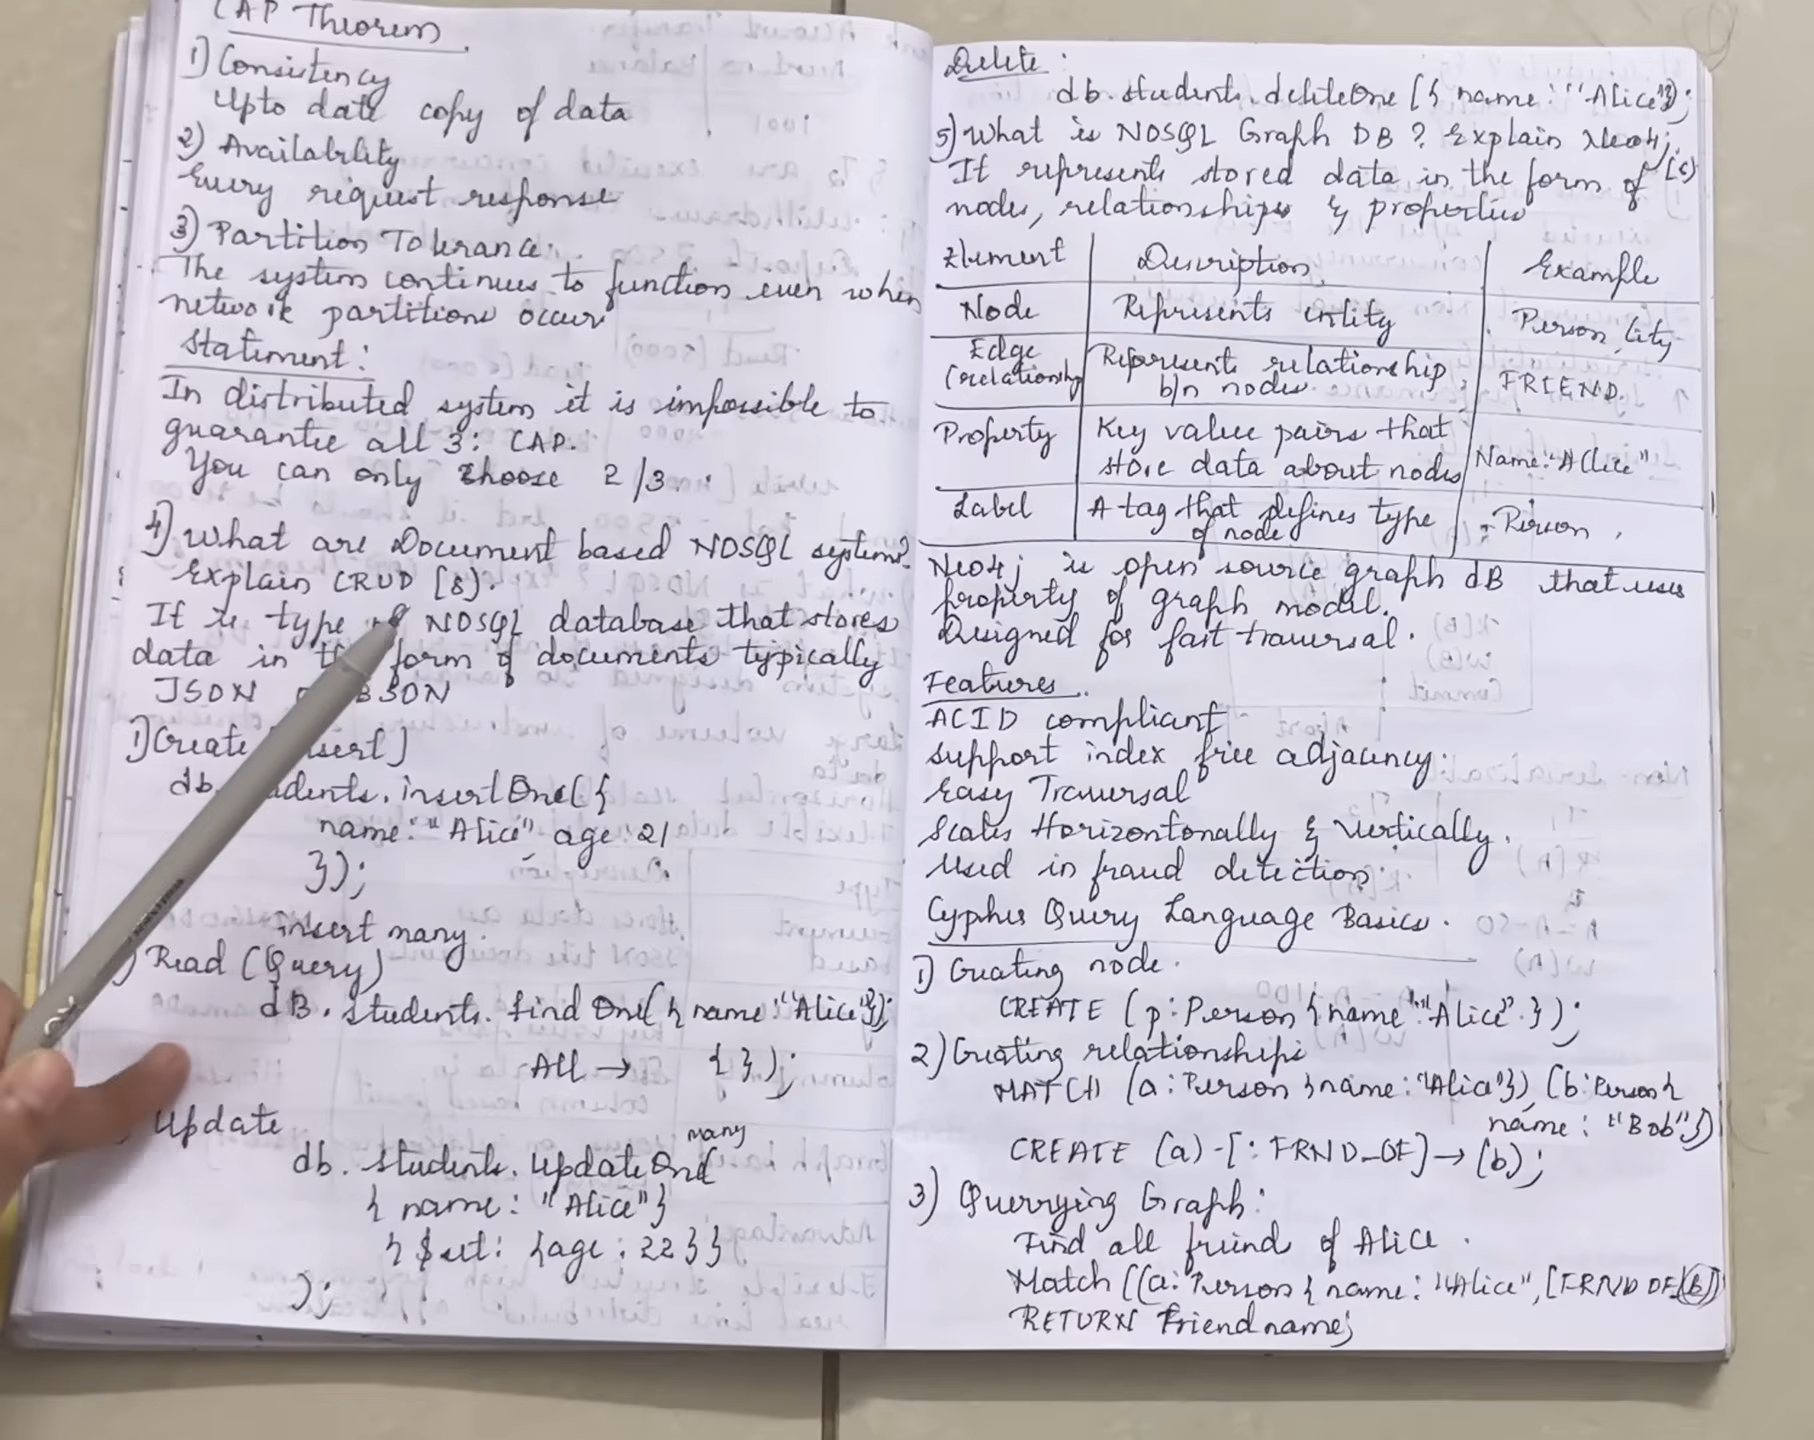 CAP Theorem
1) Consistency
Upto date copy of data
2) Availability
Every request response
3) Partition Tolerance.
The system continues to function even when
network partitions occur
Statement:
In distributed system it is impossible to
guarantee all 3: CAP.
You can only choose 2/3.
4) What are Document based NOSQL system?
Explain CRUD [8].
It is type NOSQL database that stores
data in the form of documents typically
JSON BSON
1) Create
db. students. insertOne({
name: "Alice" age: 21
});
insert many.
Read (Query)
dB. students. find One({ name: "Alice"});
All → { });
Update
many
db. students. updateOne(
{ name: "Alice"}
{ $set: {age: 22}}
);
Delete:
db. students. deleteOne [{ name: "Alice"});
5) What is NOSQL Graph DB? Explain Neo4j.
It represents stored data in the form of
nodes, relationships & properties
Element Description Example
Node Represents entity Person, City
Edge (relationship) Represent relationship b/n nodes. FRIEND.
Property Key value pairs that store data about nodes Name: "Alice"
Label A tag that defines type of node Person.
Neo4j is open source graph dB that uses
property of graph model.
Designed for fast traversal.
Features.
ACID compliant
support index free adjacency.
Easy Traversal
Scales Horizontonally & vertically.
Used in fraud detection.
Cypher Query Language Basics.
1) Creating node.
CREATE (p: Person {name: "Alice" });
2) Creating relationships
MATCH (a: Person {name: "Alice"}), (b: Person {
name: "Bob"})
CREATE (a)-[: FRND_OF]→(b);
3) Querrying Graph:
Find all friend of Alice.
Match ((a: Person { name: "Alice", [FRND OF (B)]
RETURN Friend name;